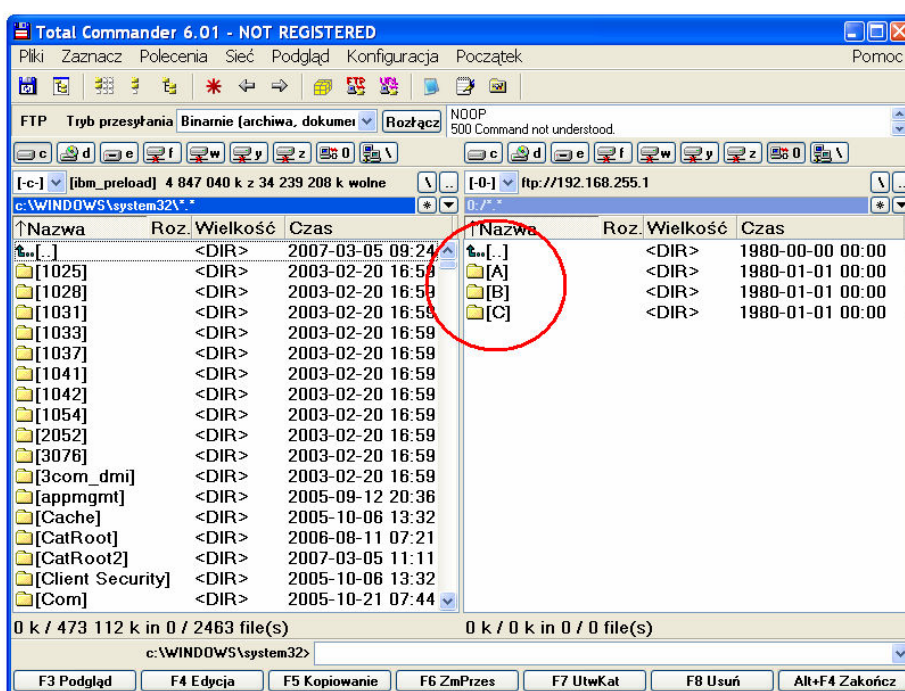 Total Commander 6.01 - NOT REGISTERED
Pliki Zaznacz Polecenia Sieć Podgląd Konfiguracja Początek Pomoc
FTP Tryb przesyłania Binarnie (archiwa, dokumei Rozłącz
NOOP
500 Command not understood.
c d e f w y z 0 \ c d e f w y z 0 \
[-c-] [ibm_preload] 4 847 040 k z 34 239 208 k wolne \ .. [-0-] ftp://192.168.255.1 \ ..
c:\WINDOWS\system32\*.* * ▼ 0:/*.* * ▼
↑Nazwa Roz. Wielkość Czas ↑Nazwa Roz. Wielkość Czas
[..] <DIR> 2007-03-05 09:24 [..] <DIR> 1980-00-00 00:00
[1025] <DIR> 2003-02-20 16:59 [A] <DIR> 1980-01-01 00:00
[1028] <DIR> 2003-02-20 16:59 [B] <DIR> 1980-01-01 00:00
[1031] <DIR> 2003-02-20 16:59 [C] <DIR> 1980-01-01 00:00
[1033] <DIR> 2003-02-20 16:59
[1037] <DIR> 2003-02-20 16:59
[1041] <DIR> 2003-02-20 16:59
[1042] <DIR> 2003-02-20 16:59
[1054] <DIR> 2003-02-20 16:59
[2052] <DIR> 2003-02-20 16:59
[3076] <DIR> 2003-02-20 16:59
[3com_dmi] <DIR> 2003-02-20 16:59
[appmgmt] <DIR> 2005-09-12 20:36
[Cache] <DIR> 2005-10-06 13:32
[CatRoot] <DIR> 2006-08-11 07:21
[CatRoot2] <DIR> 2007-03-05 11:11
[Client Security] <DIR> 2005-10-06 13:32
[Com] <DIR> 2005-10-21 07:44
0 k / 473 112 k in 0 / 2463 file(s) 0 k / 0 k in 0 / 0 file(s)
c:\WINDOWS\system32>
F3 Podgląd F4 Edycja F5 Kopiowanie F6 ZmPrzes F7 UtwKat F8 Usuń Alt+F4 Zakończ